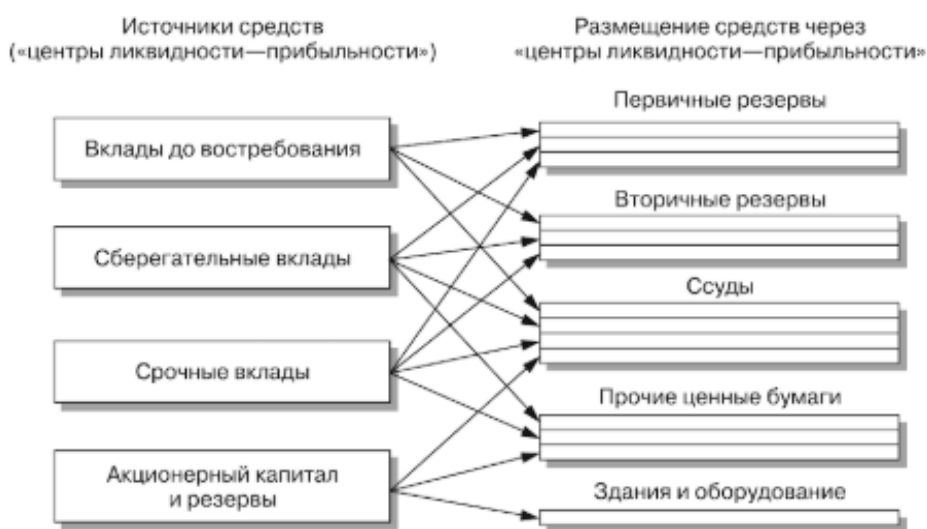 Источники средств
(«центры ликвидности—прибыльности»)
Размещение средств через
«центры ликвидности—прибыльности»
Вклады до востребования
Сберегательные вклады
Срочные вклады
Акционерный капитал
и резервы
Первичные резервы
Вторичные резервы
Ссуды
Прочие ценные бумаги
Здания и оборудование